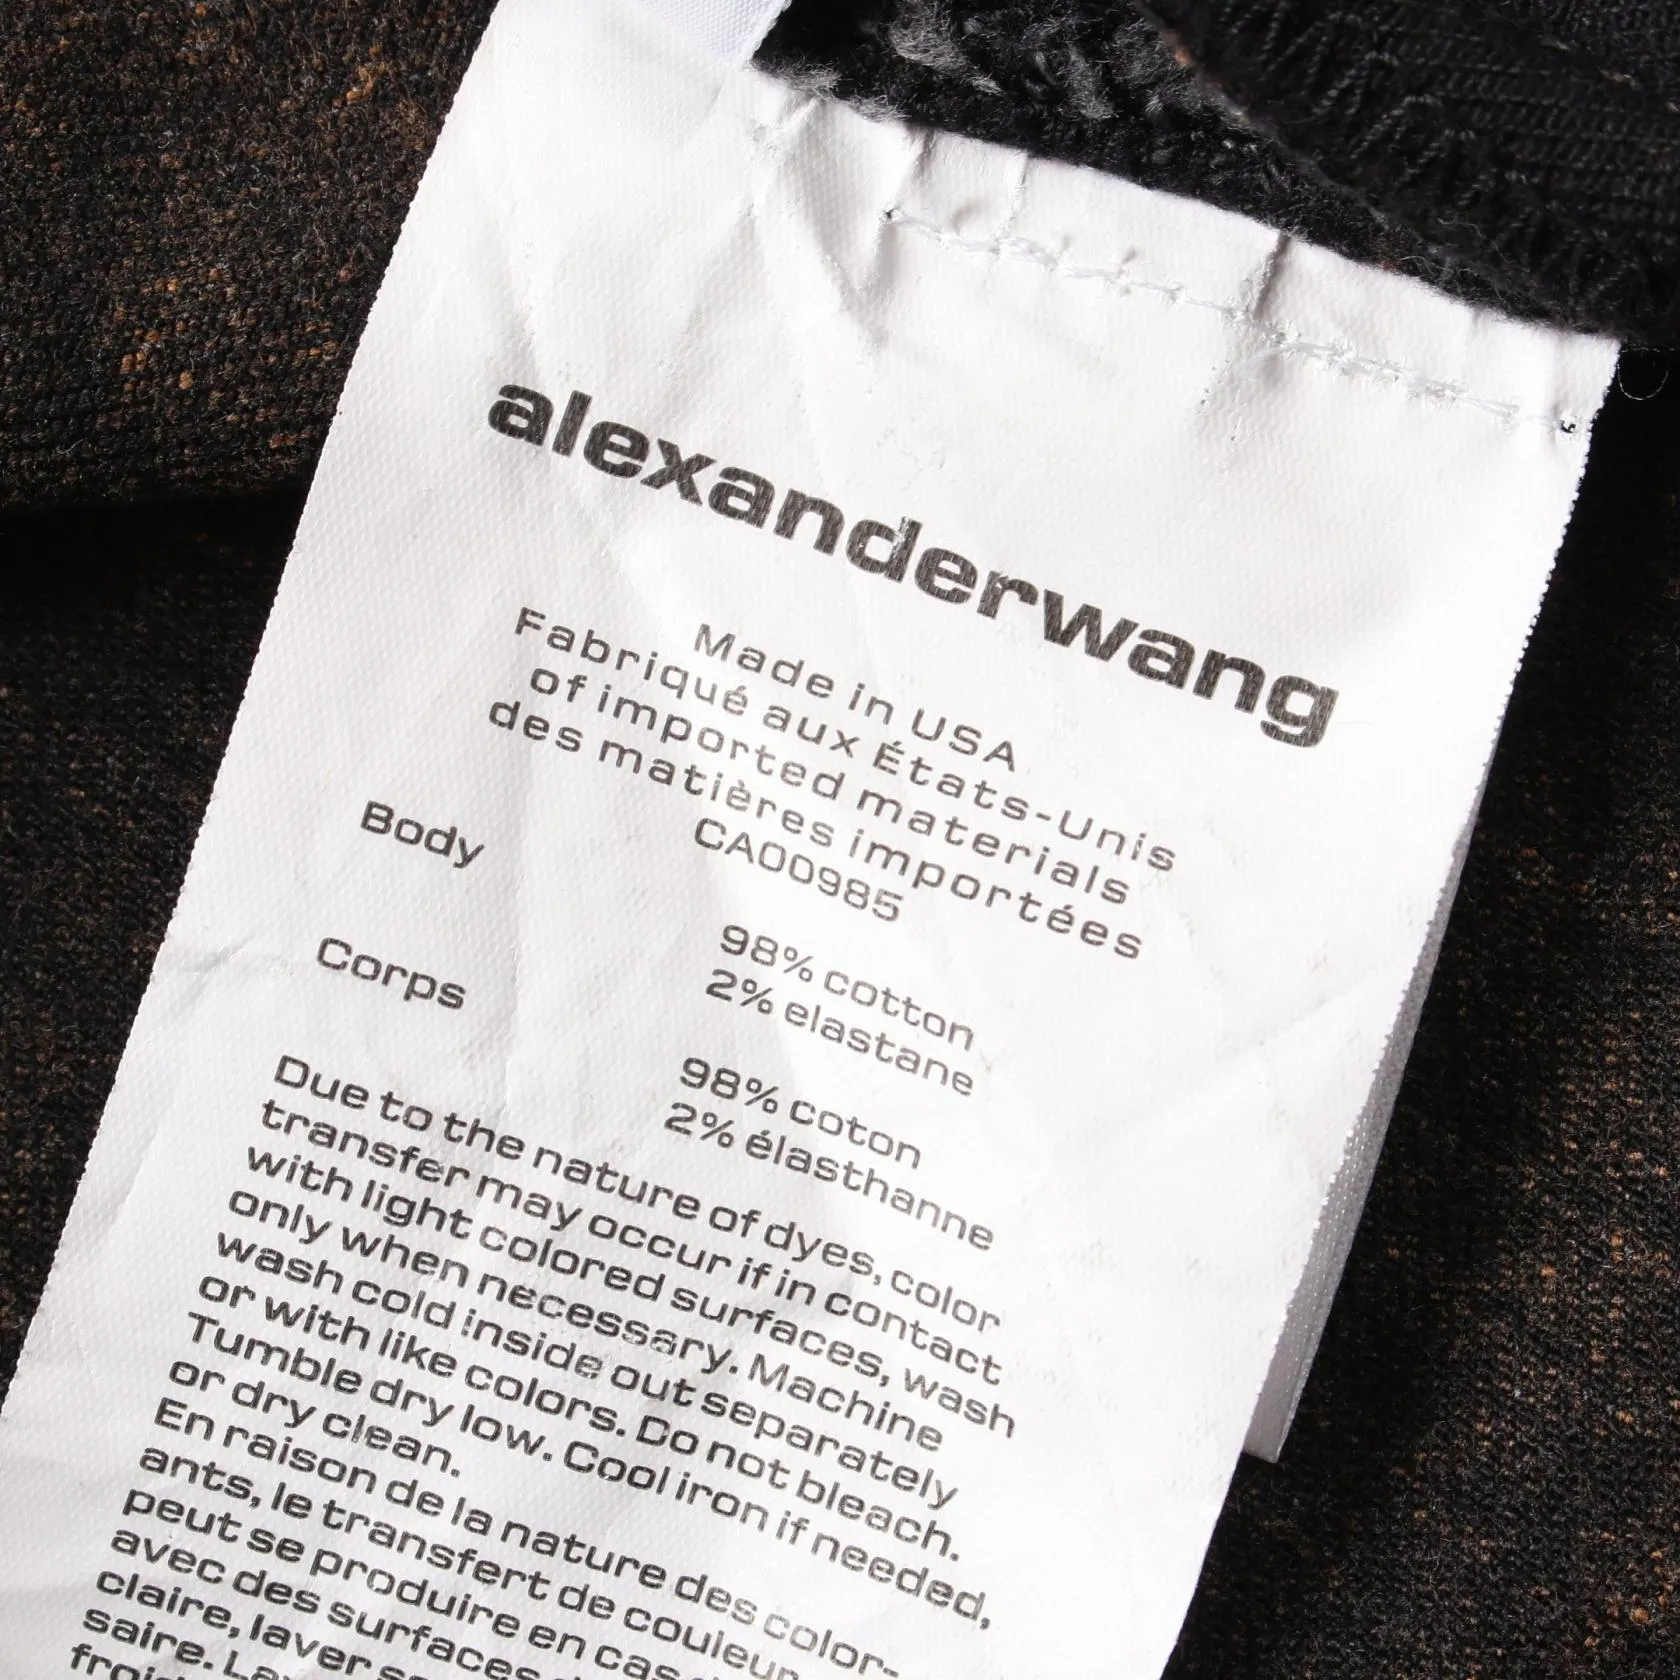 alexanderwang
Made in USA
Fabriqué aux États-Unis
of imported materials
des matières importées
CA00985
Body
98% cotton
2% elastane
Corps
98% coton
2% élasthanne
Due to the nature of dyes, color
transfer may occur if in contact
with light colored surfaces, wash
only when necessary. Machine
wash cold inside out separately
or with like colors. Do not bleach.
Tumble dry low. Cool iron if needed,
or dry clean.
En raison de la nature des color-
ants, le transfert de couleur
peut se produire en cas
avec des surfaces
claire, laver
saire.